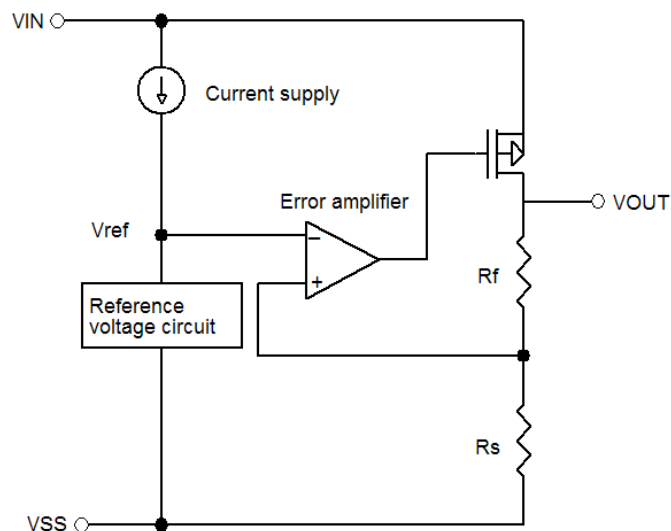 VIN
Current supply
Error amplifier
VOUT
Vref
−
+
Rf
Reference
voltage circuit
Rs
VSS